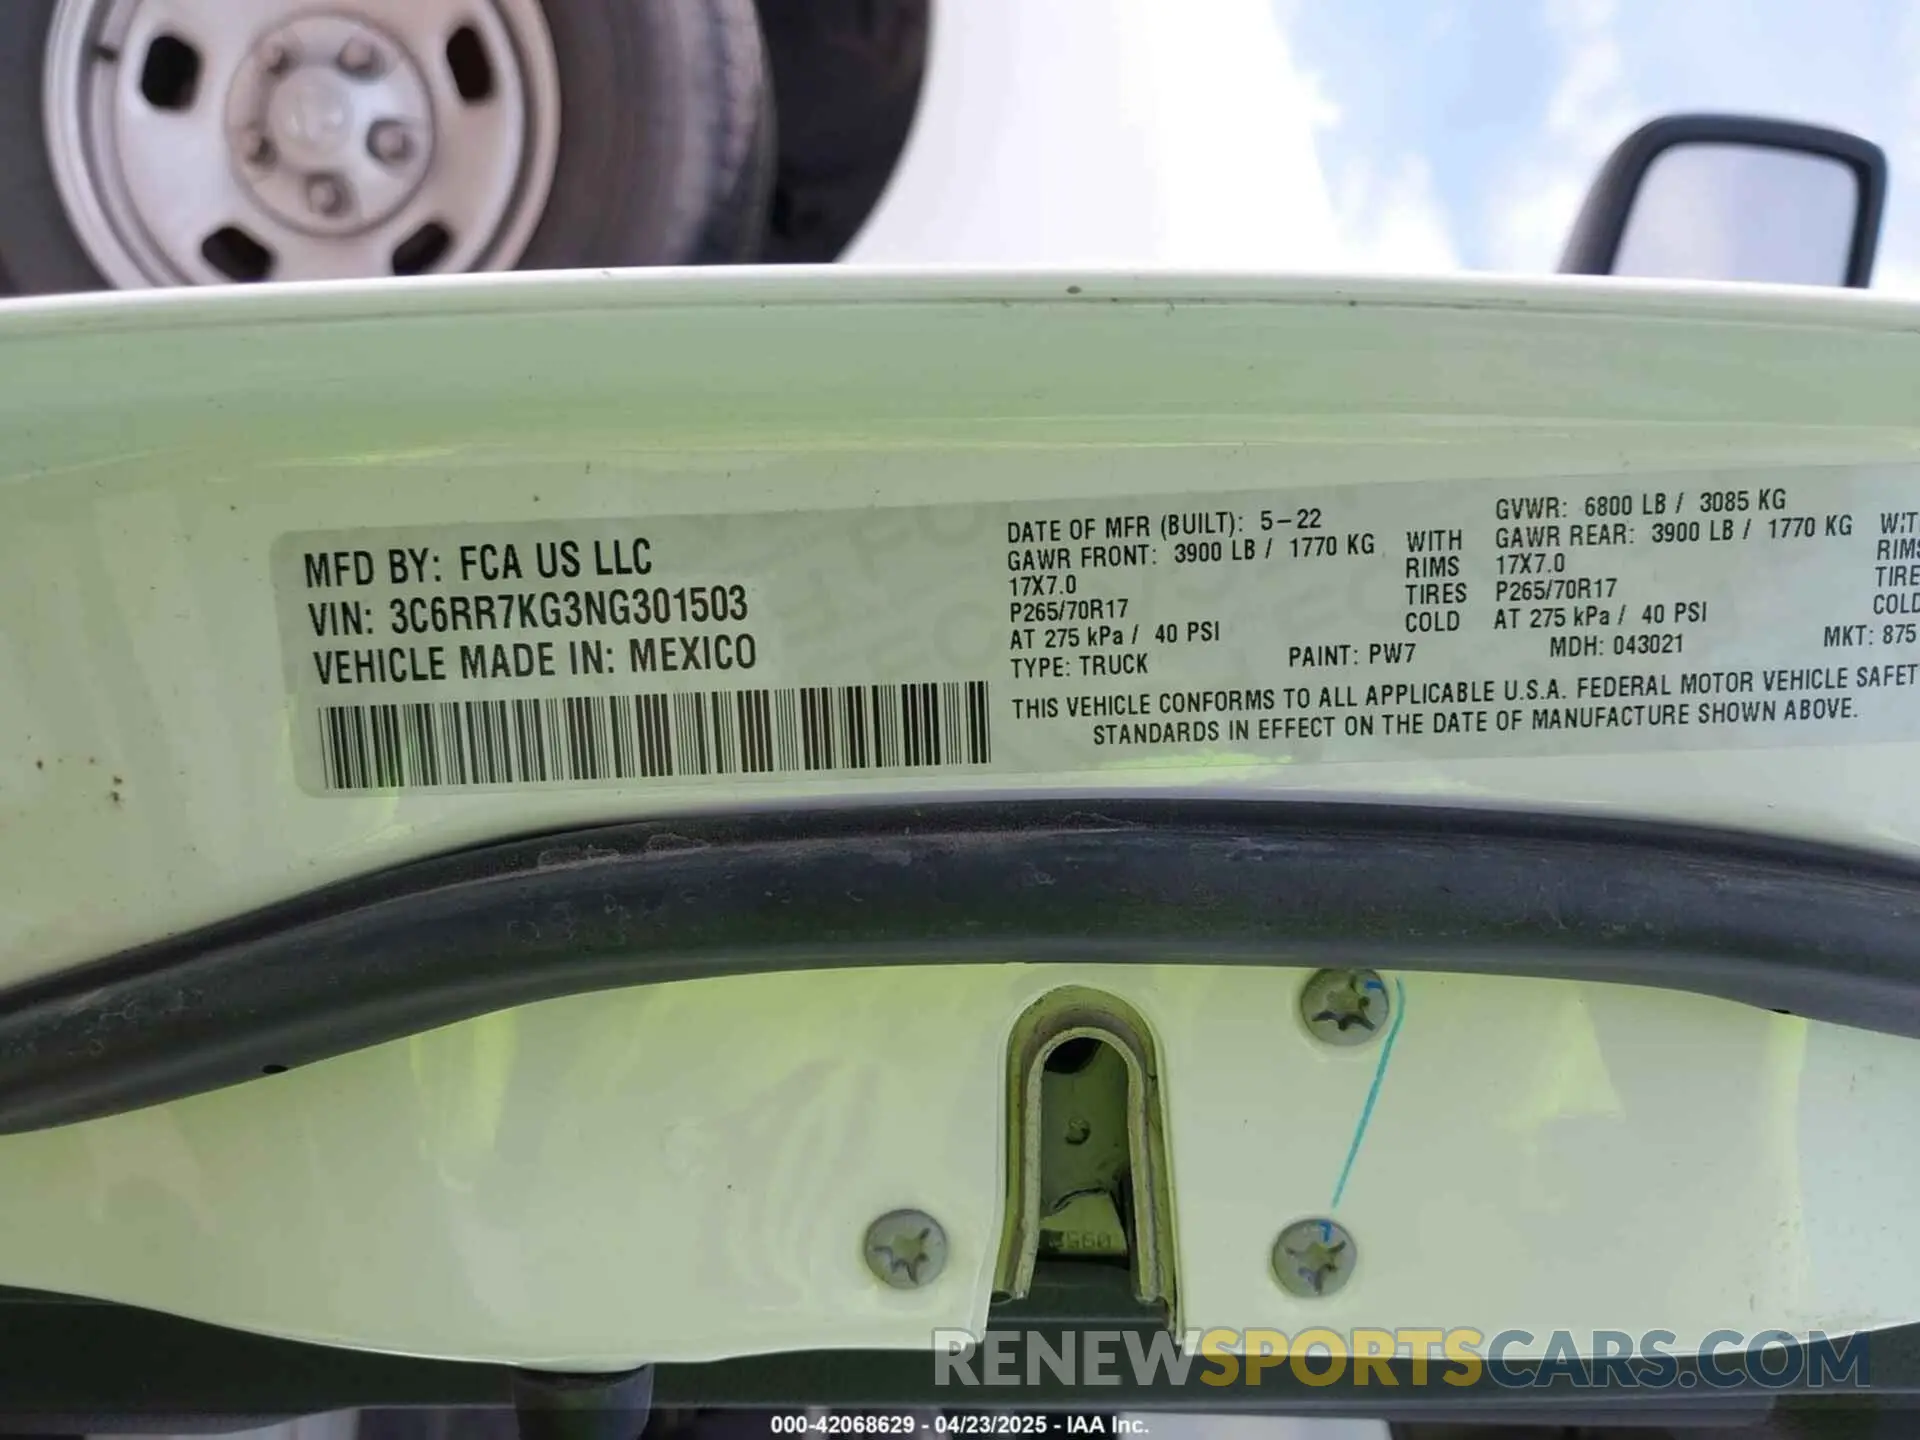 MFD BY: FCA US LLC
VIN: 3C6RR7KG3NG301503
VEHICLE MADE IN: MEXICO
DATE OF MFR (BUILT): 5-22
GVWR: 6800 LB / 3085 KG
GAWR FRONT: 3900 LB / 1770 KG WITH GAWR REAR: 3900 LB / 1770 KG WIT
17X7.0 RIMS 17X7.0 RIMS
P265/70R17 TIRES P265/70R17 TIRE
AT 275 kPa / 40 PSI COLD AT 275 kPa / 40 PSI COLD
TYPE: TRUCK PAINT: PW7 MDH: 043021 MKT: 875
THIS VEHICLE CONFORMS TO ALL APPLICABLE U.S.A. FEDERAL MOTOR VEHICLE SAFET
STANDARDS IN EFFECT ON THE DATE OF MANUFACTURE SHOWN ABOVE.
RENEWSPORTSCARS.COM
000-42068629 - 04/23/2025 - IAA Inc.